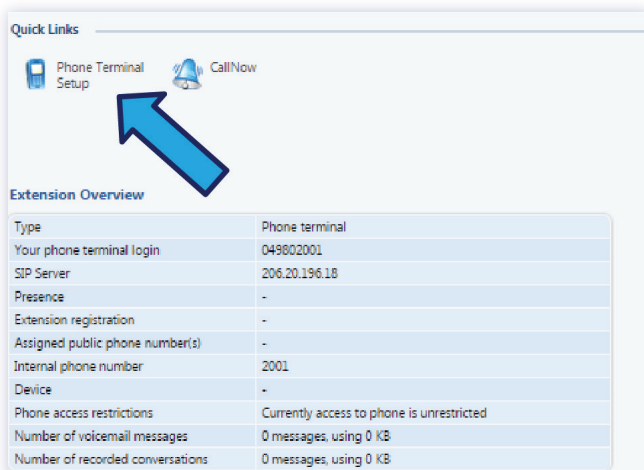 Quick Links
Phone Terminal CallNow
Setup
Extension Overview
Type Phone terminal
Your phone terminal login 049802001
SIP Server 206.20.196.18
Presence -
Extension registration -
Assigned public phone number(s) -
Internal phone number 2001
Device -
Phone access restrictions Currently access to phone is unrestricted
Number of voicemail messages 0 messages, using 0 KB
Number of recorded conversations 0 messages, using 0 KB